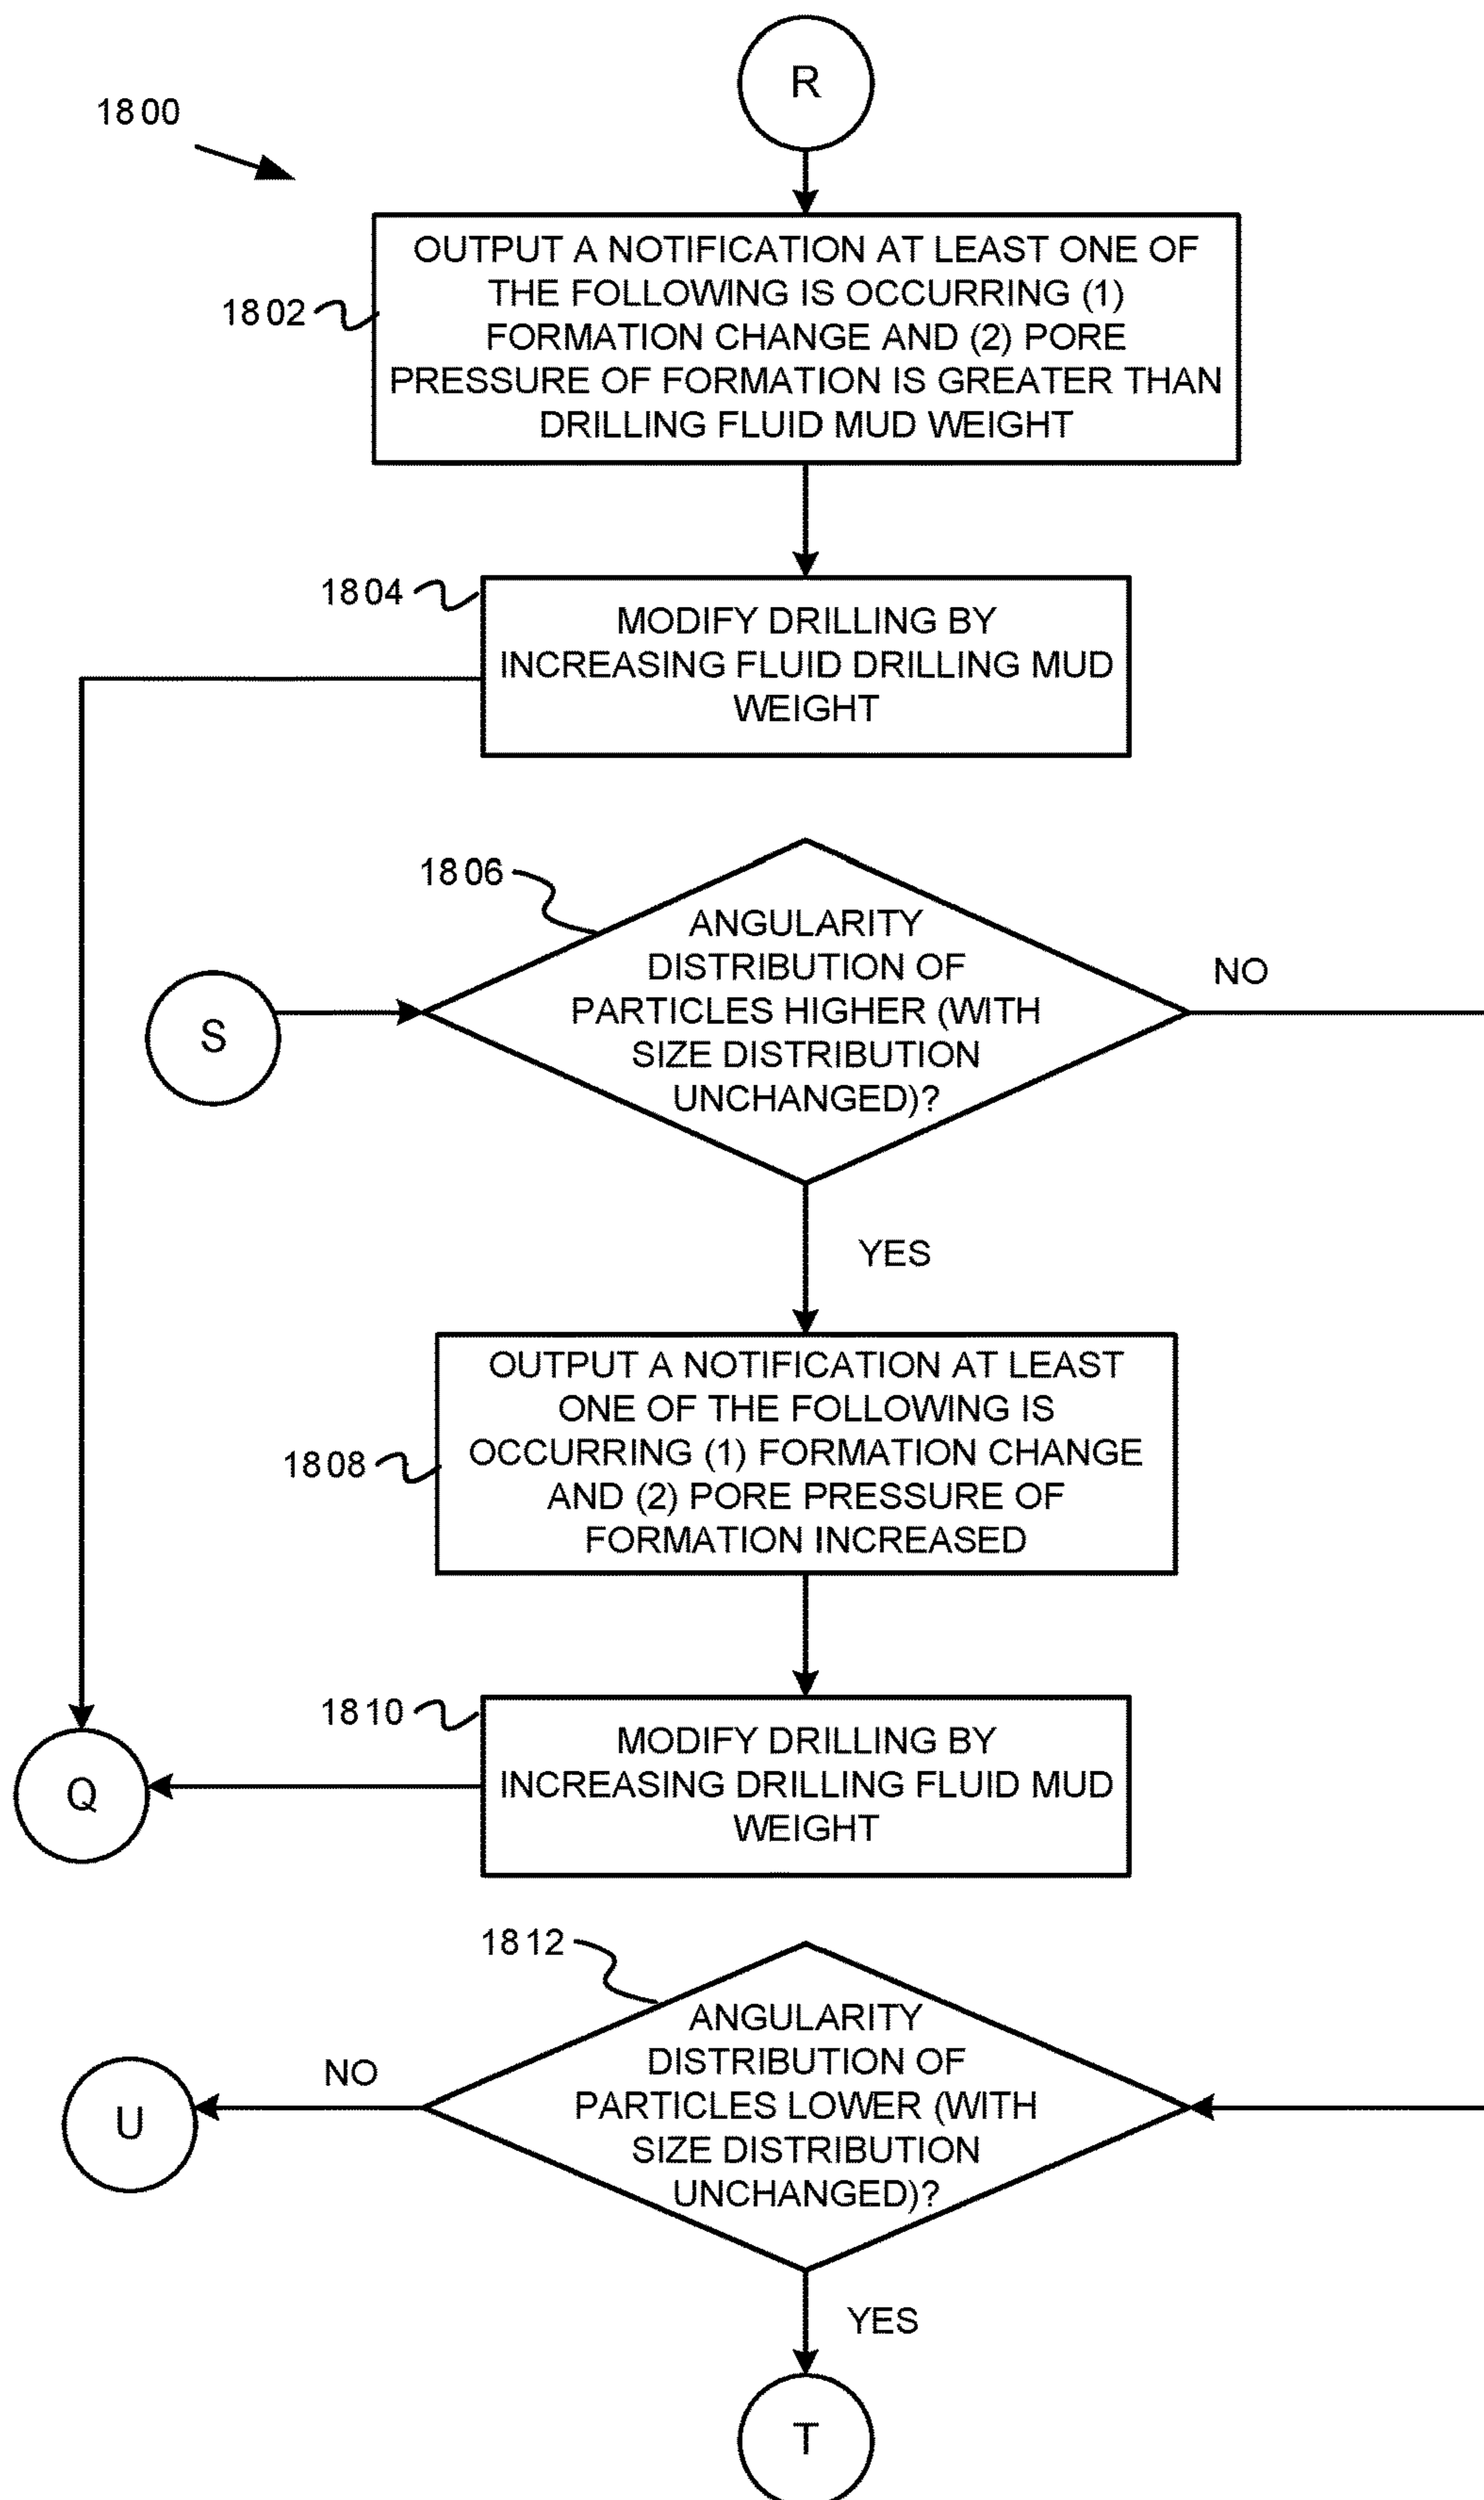 R
1800
OUTPUT A NOTIFICATION AT LEAST ONE OF
THE FOLLOWING IS OCCURRING (1)
FORMATION CHANGE AND (2) PORE
PRESSURE OF FORMATION IS GREATER THAN
DRILLING FLUID MUD WEIGHT
1802
1804
MODIFY DRILLING BY
INCREASING FLUID DRILLING MUD
WEIGHT
1806
ANGULARITY
DISTRIBUTION OF
PARTICLES HIGHER (WITH
SIZE DISTRIBUTION
UNCHANGED)?
NO
S
YES
OUTPUT A NOTIFICATION AT LEAST
ONE OF THE FOLLOWING IS
OCCURRING (1) FORMATION CHANGE
AND (2) PORE PRESSURE OF
FORMATION INCREASED
1808
1810
MODIFY DRILLING BY
INCREASING DRILLING FLUID MUD
WEIGHT
Q
1812
ANGULARITY
DISTRIBUTION OF
PARTICLES LOWER (WITH
SIZE DISTRIBUTION
UNCHANGED)?
NO
U
YES
T